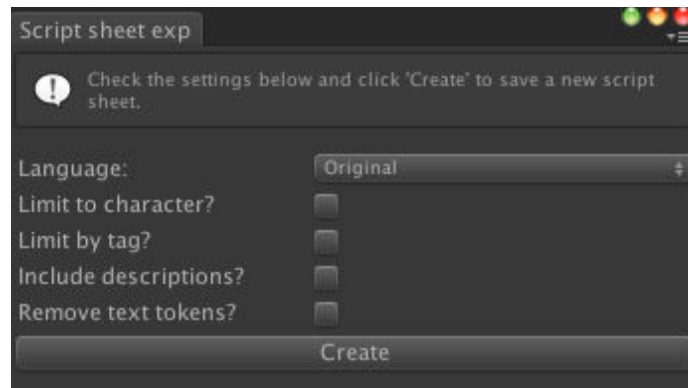 Script sheet exp
Check the settings below and click 'Create' to save a new script
sheet.
Language:
Original
Limit to character?
Limit by tag?
Include descriptions?
Remove text tokens?
Create